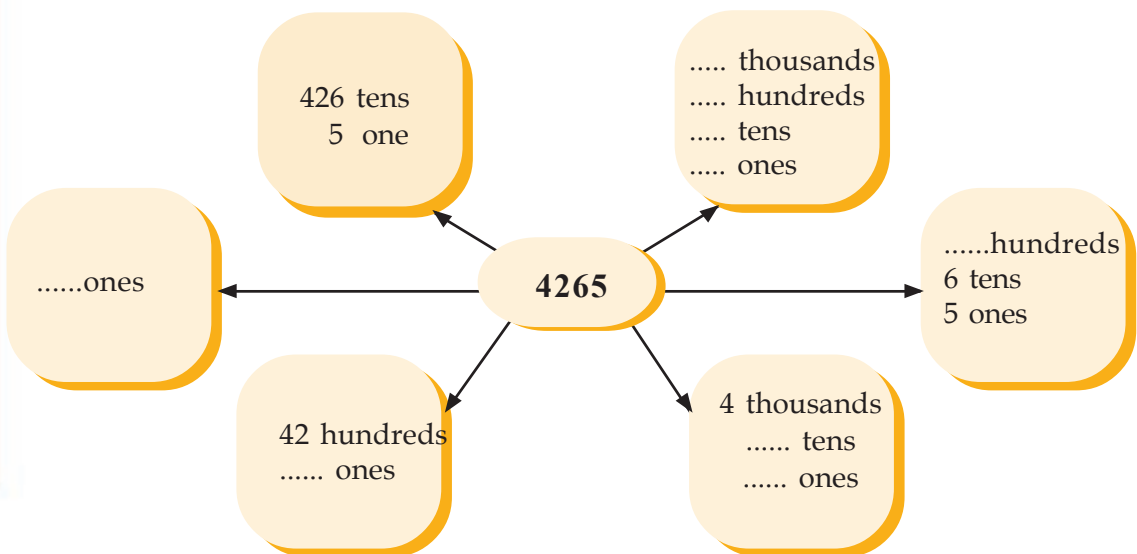 426 tens
5 one
..... thousands
..... hundreds
..... tens
..... ones
......ones
4265
......hundreds
6 tens
5 ones
42 hundreds
...... ones
4 thousands
...... tens
...... ones